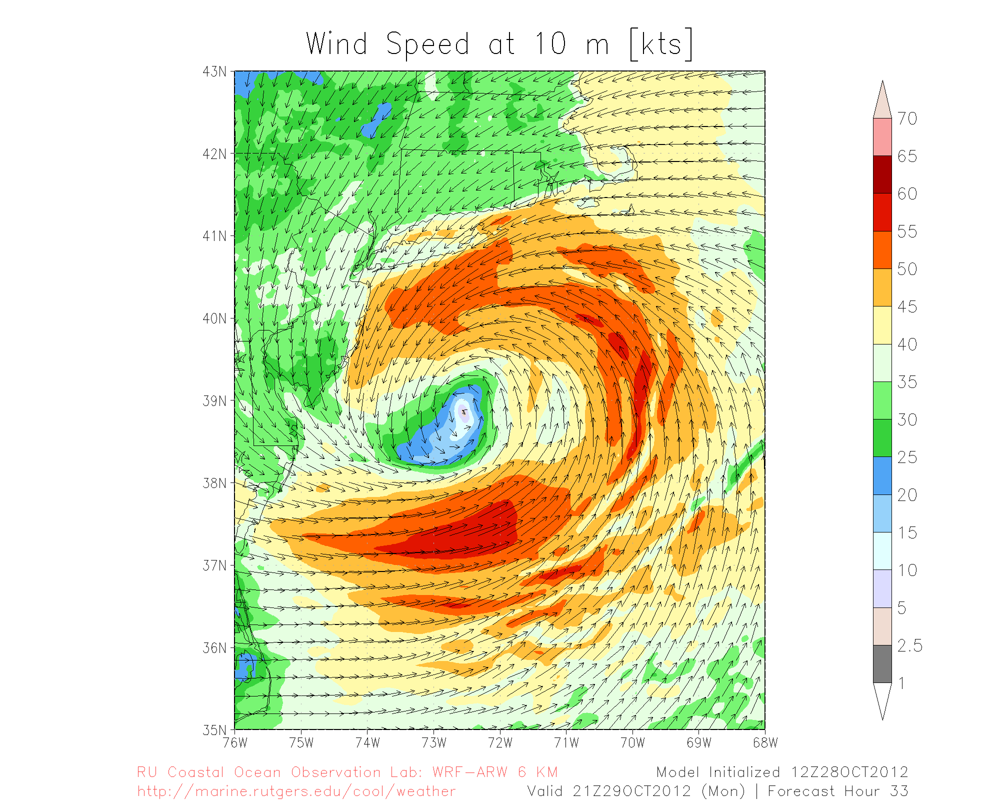 Wind Speed at 10 m [kts]
43N
42N
41N
40N
39N
38N
37N
36N
35N
76W 75W 74W 73W 72W 71W 70W 69W 68W
70
65
60
55
50
45
40
35
30
25
20
15
10
5
2.5
1
RU Coastal Ocean Observation Lab: WRF-ARW 6 KM
http://marine.rutgers.edu/cool/weather
Model Initialized 12Z28OCT2012
Valid 21Z29OCT2012 (Mon) | Forecast Hour 33